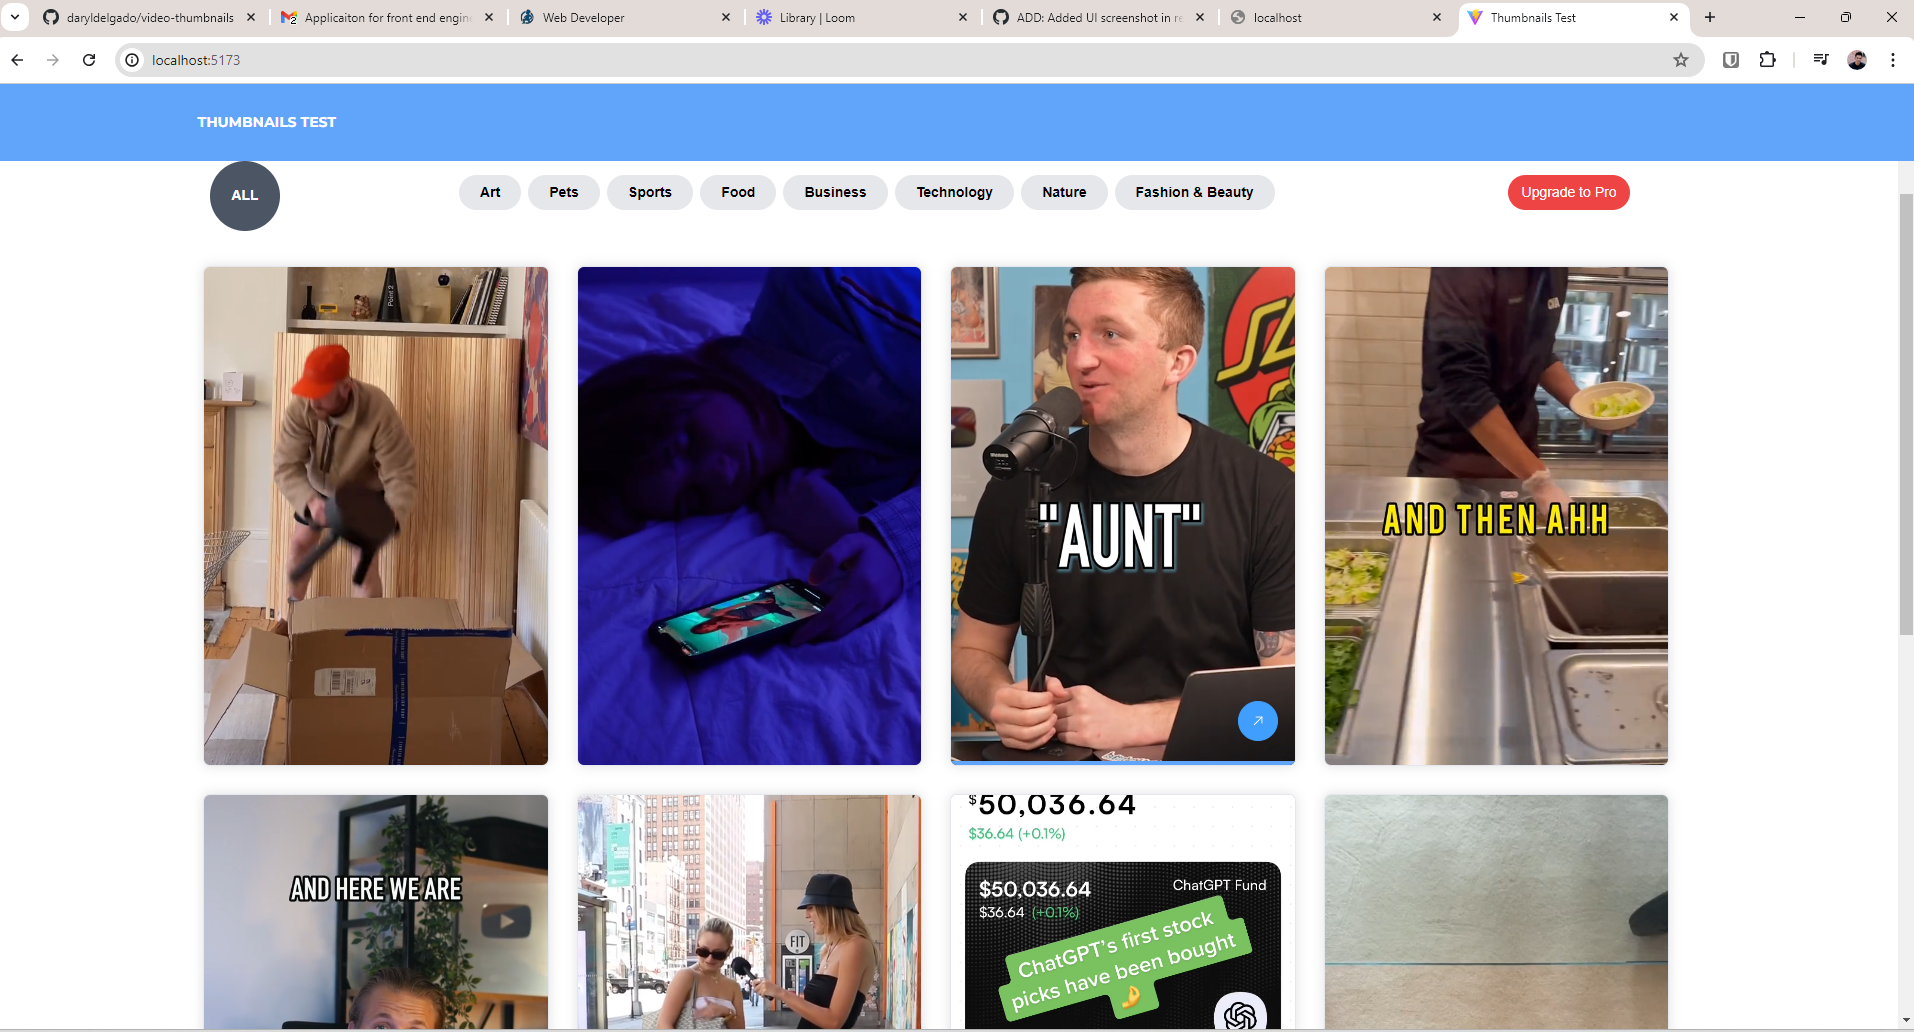 daryldelgado/video-thumbnails
Applicaiton for front end engin
Web Developer
Library | Loom
ADD: Added UI screenshot in re
localhost
Thumbnails Test
localhost:5173
THUMBNAILS TEST
ALL
Art
Pets
Sports
Food
Business
Technology
Nature
Fashion & Beauty
Upgrade to Pro
Point 2
"AUNT"
AND THEN AHH
AND HERE WE ARE
FIT
$50,036.64
$36.64 (+0.1%)
$50,036.64
ChatGPT Fund
$36.64 (+0.1%)
ChatGPT's first stock
picks have been bought
👌